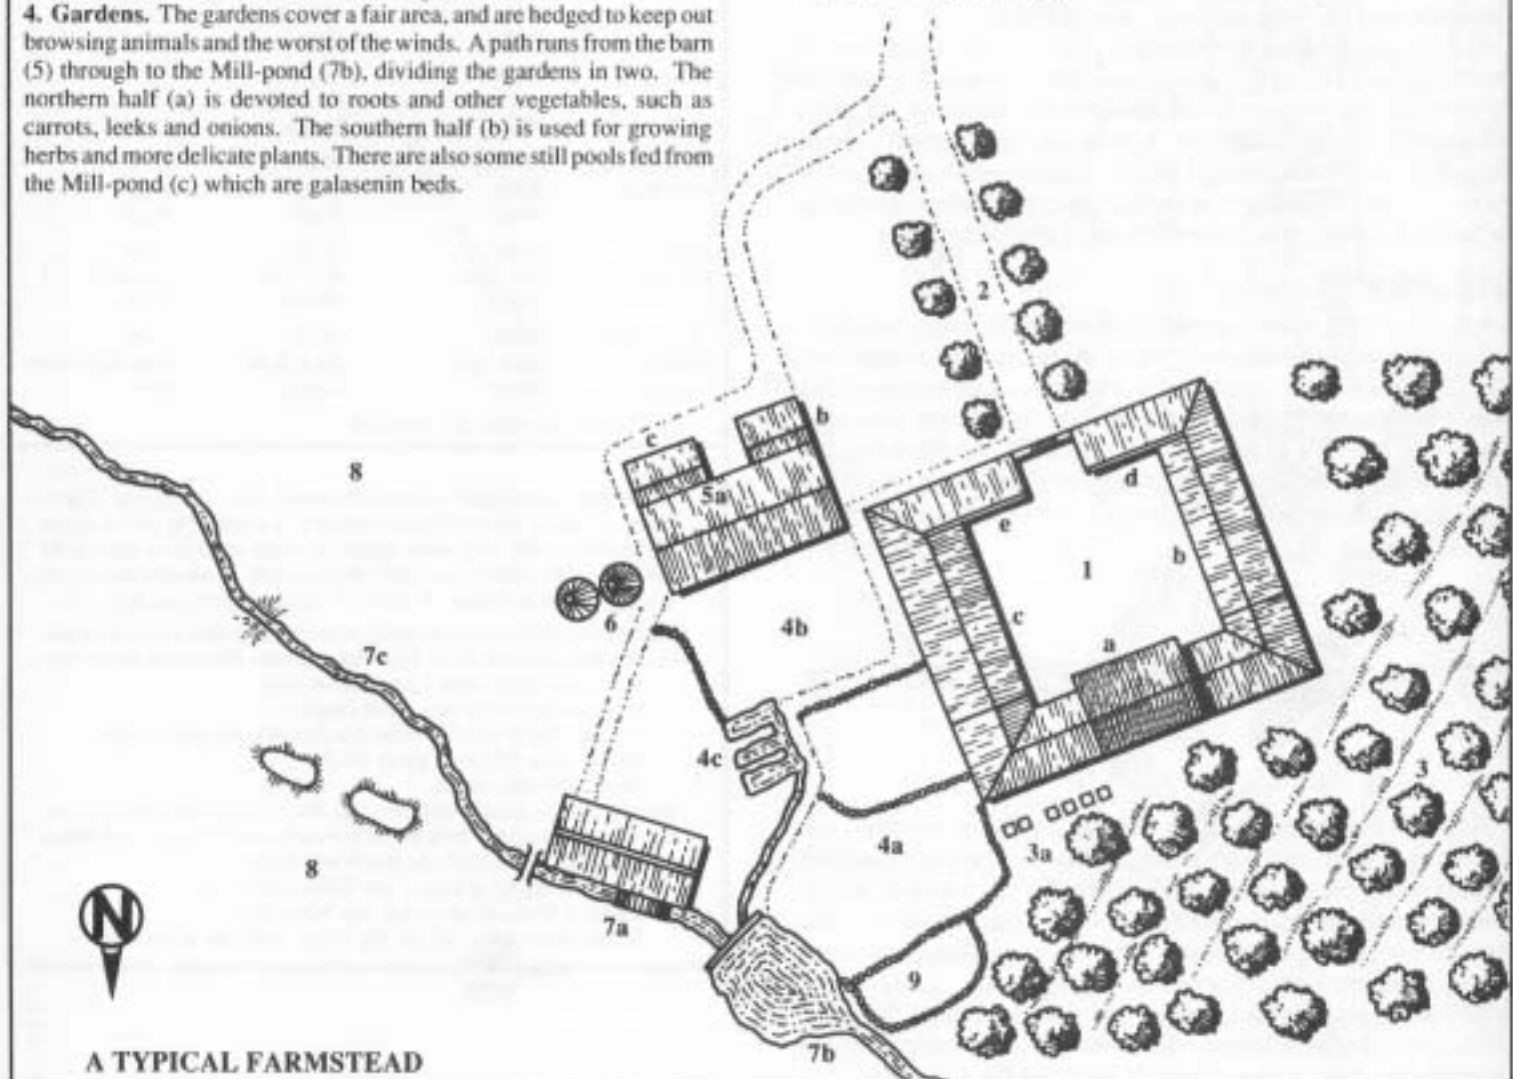 4. Gardens. The gardens cover a fair area, and are hedged to keep out
browsing animals and the worst of the winds. A path runs from the barn
(5) through to the Mill-pond (7b), dividing the gardens in two. The
northern half (a) is devoted to roots and other vegetables, such as
carrots, leeks and onions. The southern half (b) is used for growing
herbs and more delicate plants. There are also some still pools fed from
the Mill-pond (c) which are galasenin beds.
2
b
c
8
5a
d
e
1
b
6
4b
c
7c
a
4c
3
4a
3a
8
7a
9
N
7b
A TYPICAL FARMSTEAD